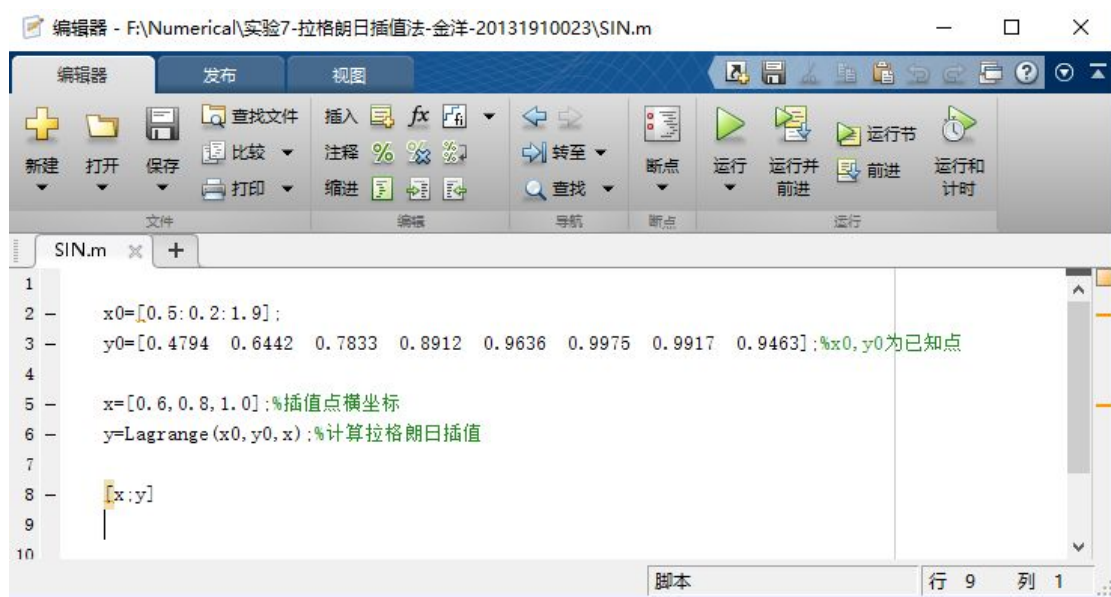 编辑器 - F:\Numerical\实验7-拉格朗日插值法-金洋-20131910023\SIN.m
编辑器 发布 视图
新建 打开 保存 查找文件 比较 打印
插入 fx fi
注释
缩进
转至 查找
断点
运行 运行并前进 运行节 前进 运行和计时
文件 编辑 导航 断点 运行
SIN.m
1
2 x0=[0.5:0.2:1.9];
3 y0=[0.4794 0.6442 0.7833 0.8912 0.9636 0.9975 0.9917 0.9463];%x0,y0为已知点
4
5 x=[0.6,0.8,1.0];%插值点横坐标
6 y=Lagrange(x0,y0,x);%计算拉格朗日插值
7
8 [x;y]
9
10
脚本 行 9 列 1